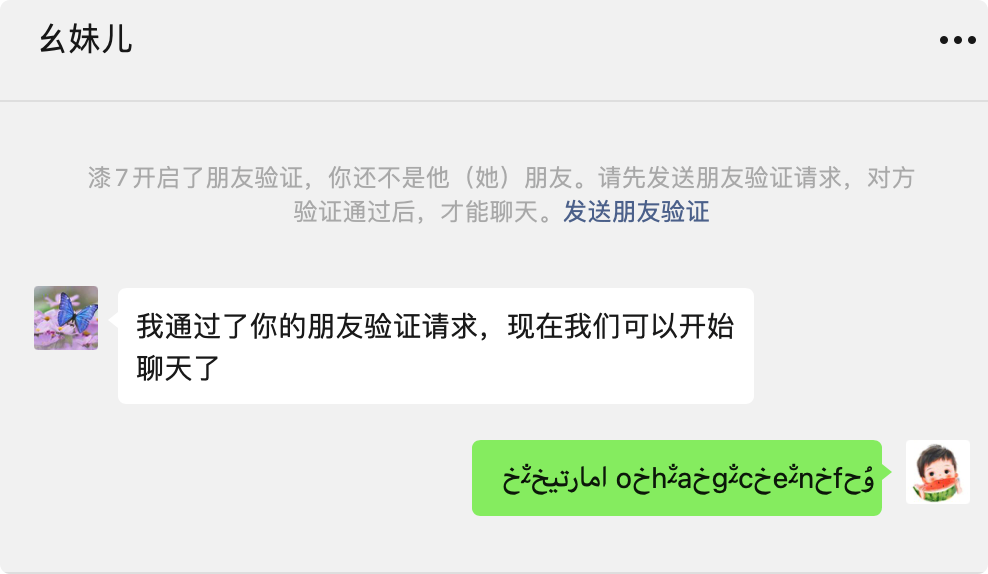 幺妹儿
漆7开启了朋友验证，你还不是他（她）朋友。请先发送朋友验证请求，对方
验证通过后，才能聊天。发送朋友验证
我通过了你的朋友验证请求，现在我们可以开始
聊天了